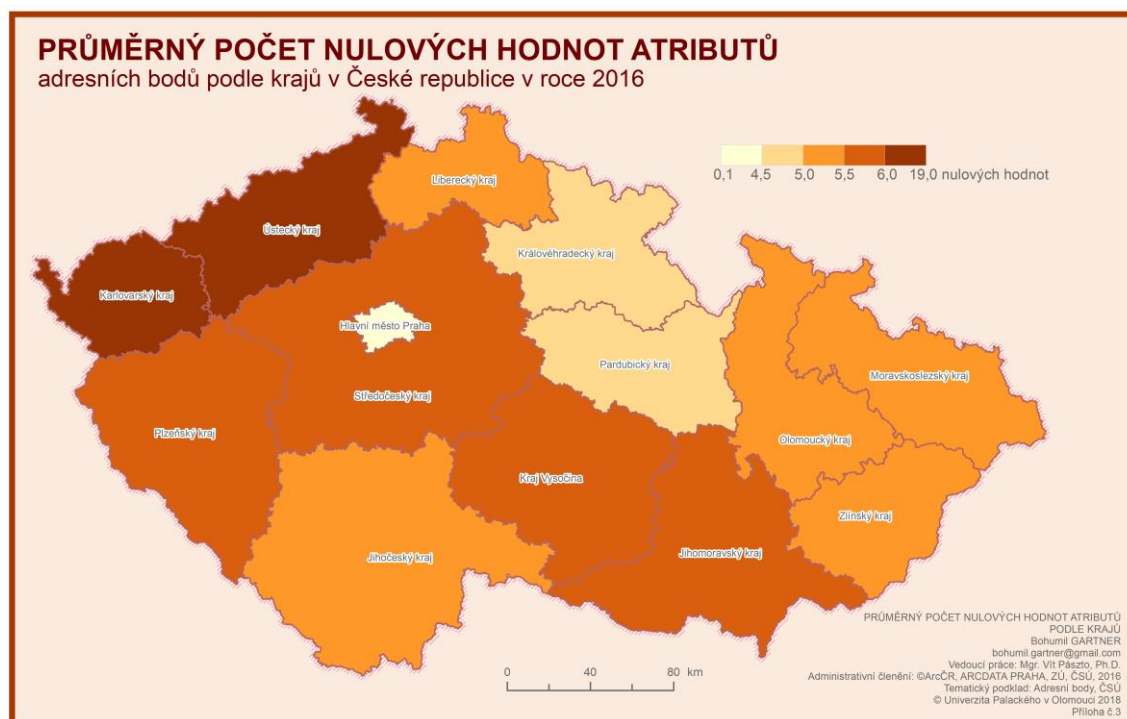 PRŮMĚRNÝ POČET NULOVÝCH HODNOT ATRIBUTŮ
adresních bodů podle krajů v České republice v roce 2016
0,1 4,5 5,0 5,5 6,0 19,0 nulových hodnot
Liberecký kraj
Ústecký kraj
Královéhradecký kraj
Karlovarský kraj
Hlavní město Praha
Pardubický kraj
Moravskoslezský kraj
Středočeský kraj
Plzeňský kraj
Olomoucký kraj
Kraj Vysočina
Zlínský kraj
Jihočeský kraj
Jihomoravský kraj
0 40 80 km
PRŮMĚRNÝ POČET NULOVÝCH HODNOT ATRIBUTŮ
PODLE KRAJŮ
Bohumil GARTNER
bohumil.gartner@gmail.com
Vedoucí práce: Mgr. Vít Pászto, Ph.D.
Administrativní členění: ©ArcČR, ARCDATA PRAHA, ZÚ, ČSÚ, 2016
Tematický podklad: Adresní body, ČSÚ
© Univerzita Palackého v Olomouci 2018
Příloha č.3